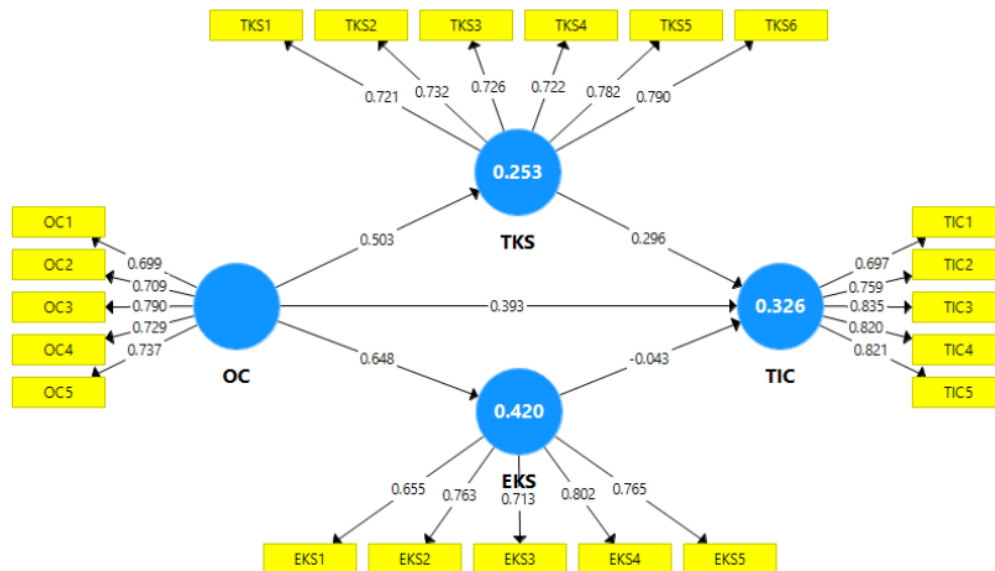 TKS1 TKS2 TKS3 TKS4 TKS5 TKS6
0.721 0.732 0.726 0.722 0.782 0.790
0.253
TKS
OC1
OC2
OC3
OC4
OC5
0.699
0.709
0.790
0.729
0.737
OC
0.503
0.393
0.648
0.296
-0.043
0.326
TIC
0.697
0.759
0.835
0.820
0.821
TIC1
TIC2
TIC3
TIC4
TIC5
0.420
EKS
0.655 0.763 0.713 0.802 0.765
EKS1 EKS2 EKS3 EKS4 EKS5